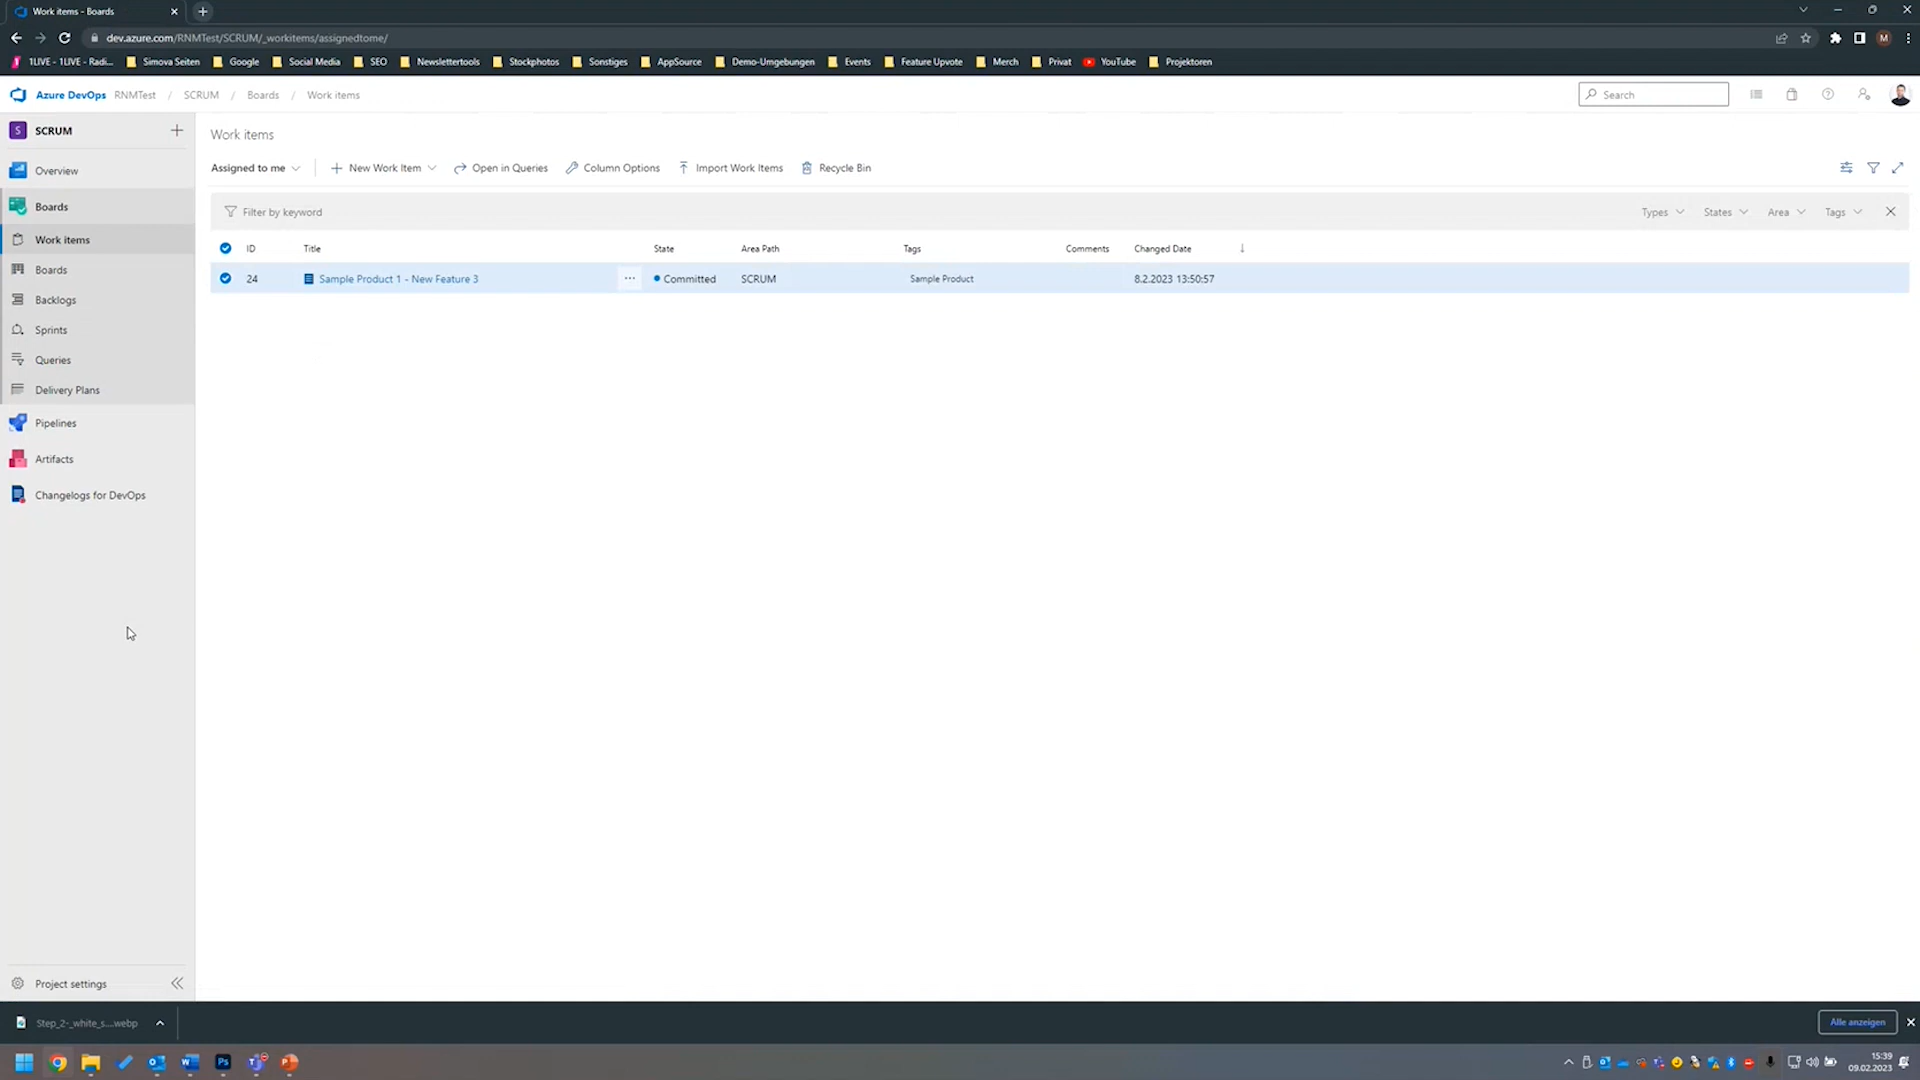 Work items - Boards
dev.azure.com/RNMTest/SCRUM/_workitems/assignedtome/
M
1LIVE - 1LIVE - Radi... Simova Seiten Google Social Media SEO Newslettertools Stockphotos Sonstiges AppSource Demo-Umgebungen Events Feature Upvote Merch Privat YouTube Projektoren
Azure DevOps RNMTest / SCRUM / Boards / Work items
Search
S SCRUM
Overview
Boards
Work items
Boards
Backlogs
Sprints
Queries
Delivery Plans
Pipelines
Artifacts
Changelogs for DevOps
Project settings
Work items
Assigned to me New Work Item Open in Queries Column Options Import Work Items Recycle Bin
Filter by keyword Types States Area Tags
ID Title State Area Path Tags Comments Changed Date
24 Sample Product 1 - New Feature 3 ... Committed SCRUM Sample Product 8.2.2023 13:50:57
Step_2-_white_s....webp
Alle anzeigen
Ps
15:39
09.02.2023